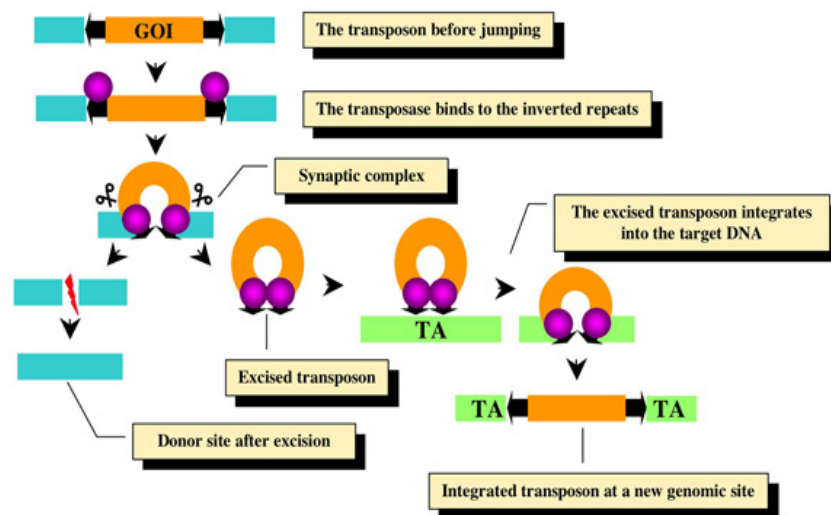 GOI
The transposon before jumping
The transposase binds to the inverted repeats
Synaptic complex
The excised transposon integrates
into the target DNA
TA
Excised transposon
TA
TA
Donor site after excision
Integrated transposon at a new genomic site